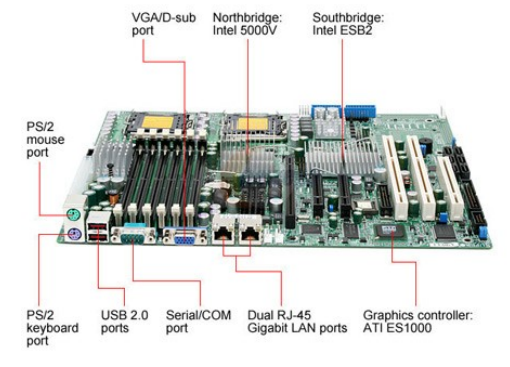 VGA/D-sub
port
Northbridge:
Intel 5000V
Southbridge:
Intel ESB2
PS/2
mouse
port
PS/2
keyboard
port
USB 2.0
ports
Serial/COM
port
Dual RJ-45
Gigabit LAN ports
Graphics controller:
ATI ES1000